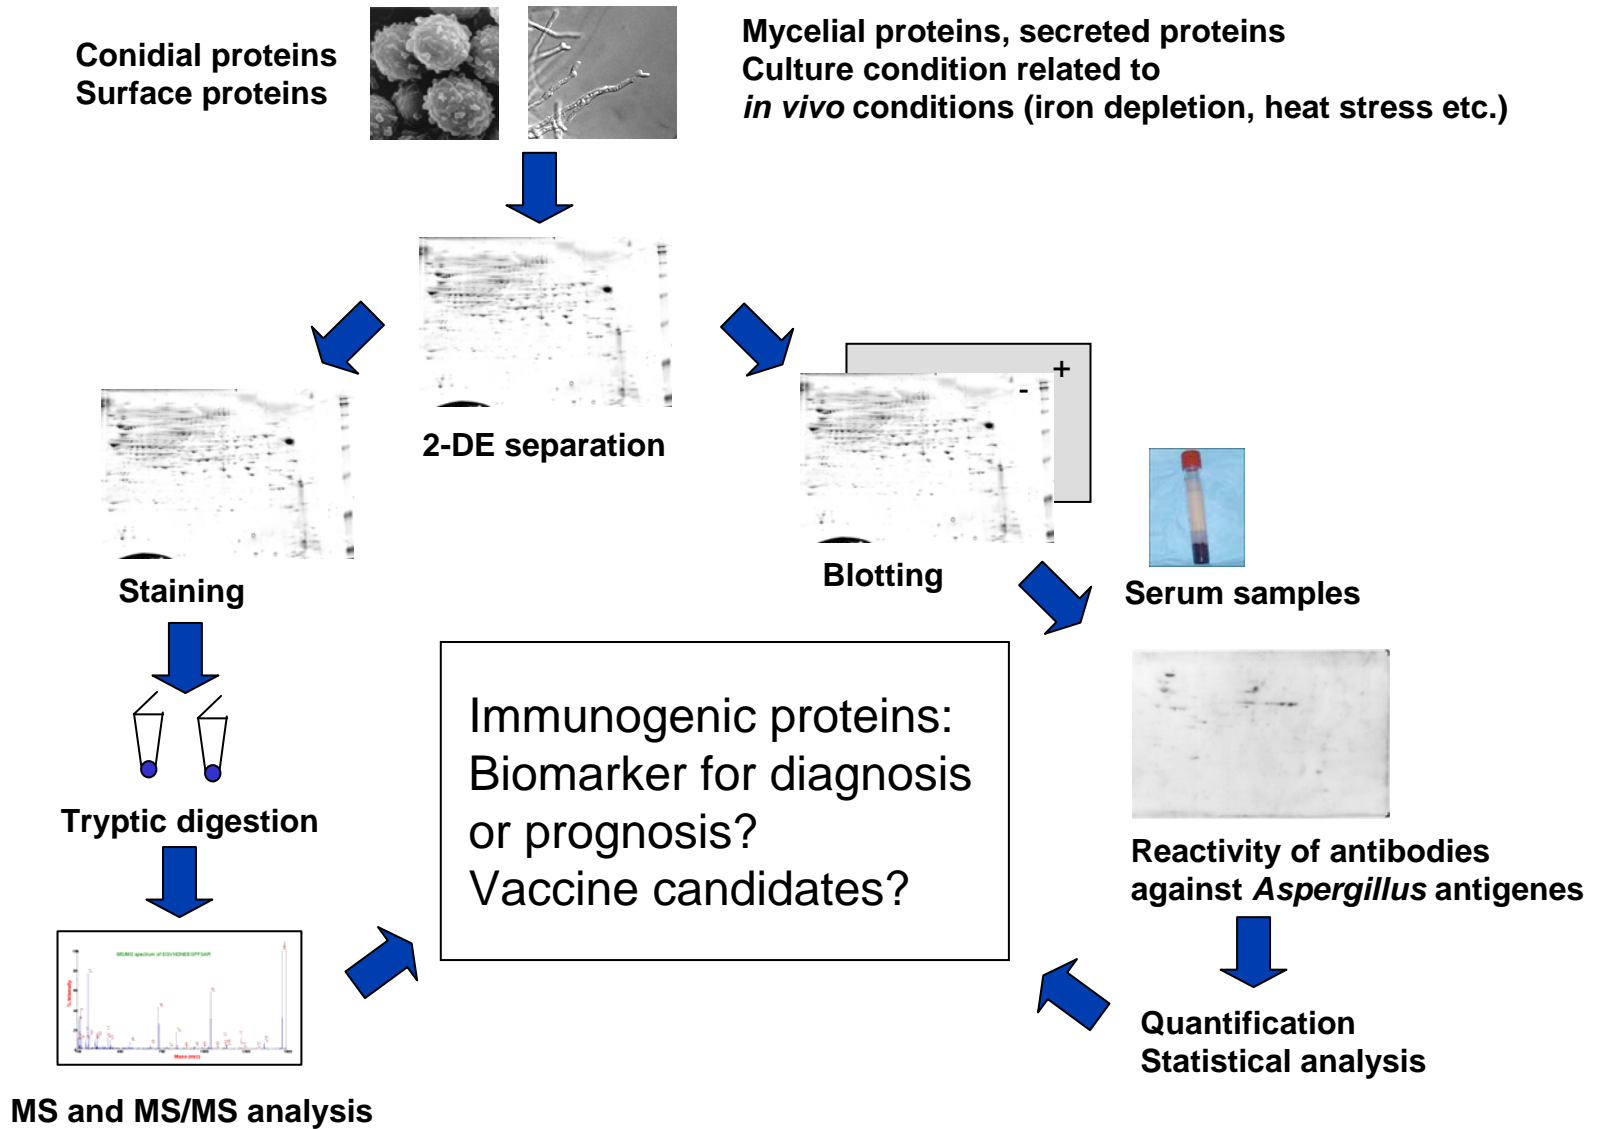 Conidial proteins
Surface proteins
Mycelial proteins, secreted proteins
Culture condition related to
in vivo conditions (iron depletion, heat stress etc.)
2-DE separation
+
-
Staining
Blotting
Serum samples
Tryptic digestion
Immunogenic proteins:
Biomarker for diagnosis
or prognosis?
Vaccine candidates?
Reactivity of antibodies
against Aspergillus antigenes
% Intensity
Mass (m/z)
MS and MS/MS analysis
Quantification
Statistical analysis